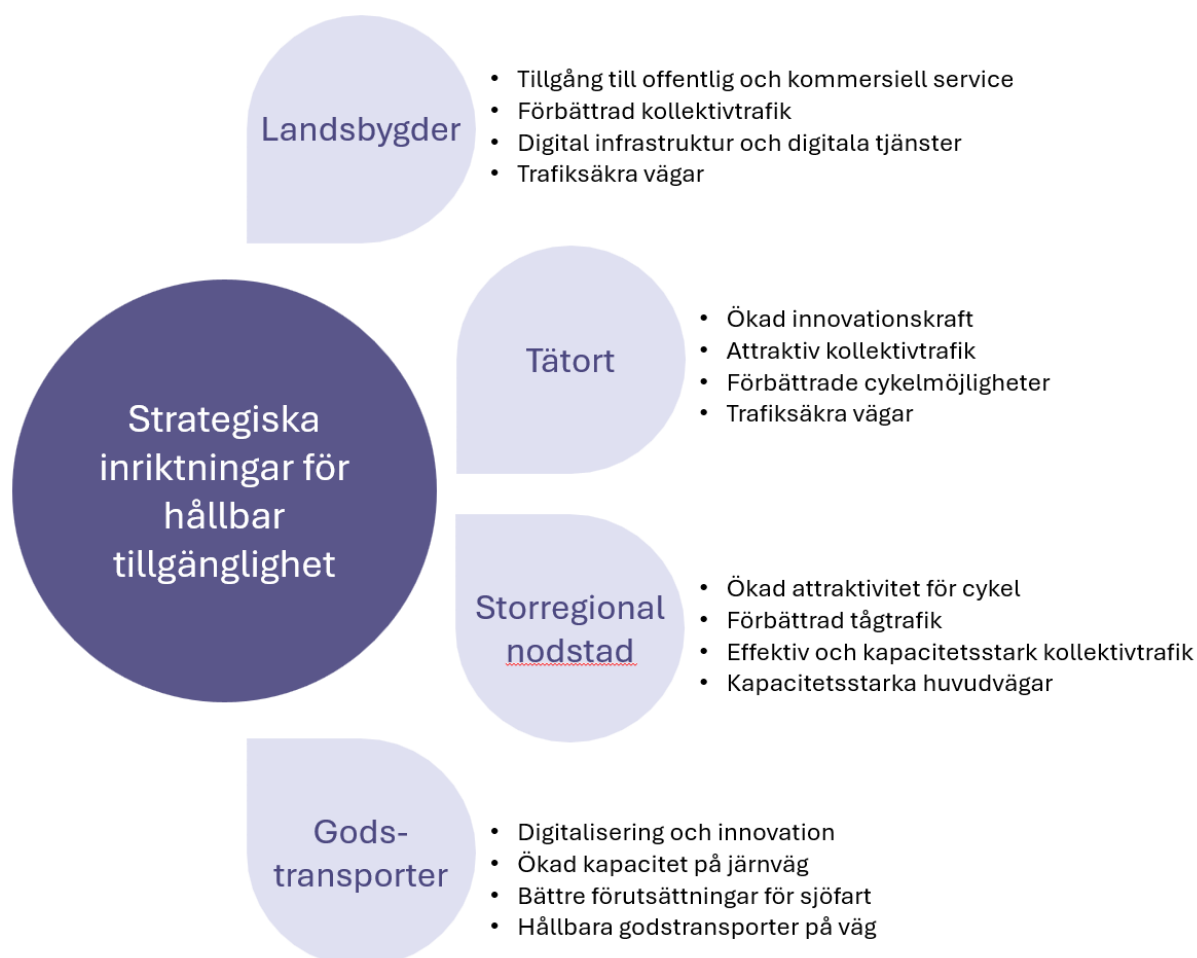 Landsbygder
• Tillgång till offentlig och kommersiell service
• Förbättrad kollektivtrafik
• Digital infrastruktur och digitala tjänster
• Trafiksäkra vägar
Tätort
• Ökad innovationskraft
• Attraktiv kollektivtrafik
• Förbättrade cykelmöjligheter
• Trafiksäkra vägar
Strategiska
inriktningar för
hållbar
tillgänglighet
Storregional
nodstad
• Ökad attraktivitet för cykel
• Förbättrad tågtrafik
• Effektiv och kapacitetsstark kollektivtrafik
• Kapacitetsstarka huvudvägar
Gods-
transporter
• Digitalisering och innovation
• Ökad kapacitet på järnväg
• Bättre förutsättningar för sjöfart
• Hållbara godstransporter på väg